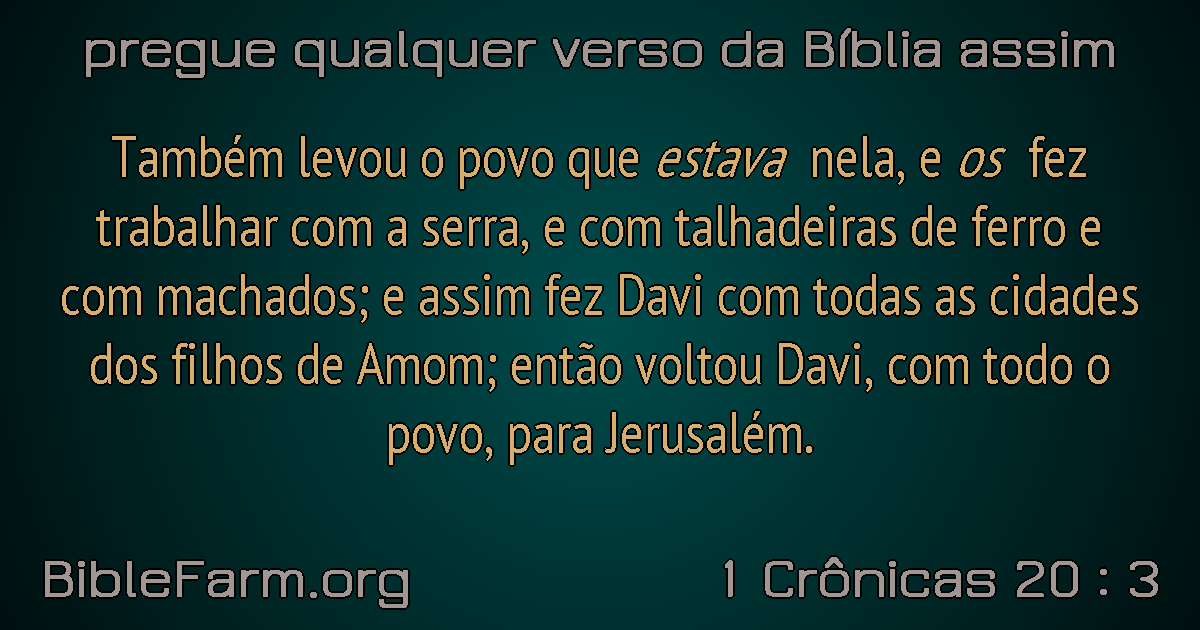 pregue qualquer verso da Bíblia assim
Também levou o povo que estava nela, e os fez
trabalhar com a serra, e com talhadeiras de ferro e
com machados; e assim fez Davi com todas as cidades
dos filhos de Amom; então voltou Davi, com todo o
povo, para Jerusalém.
BibleFarm.org
1 Crônicas 20 : 3